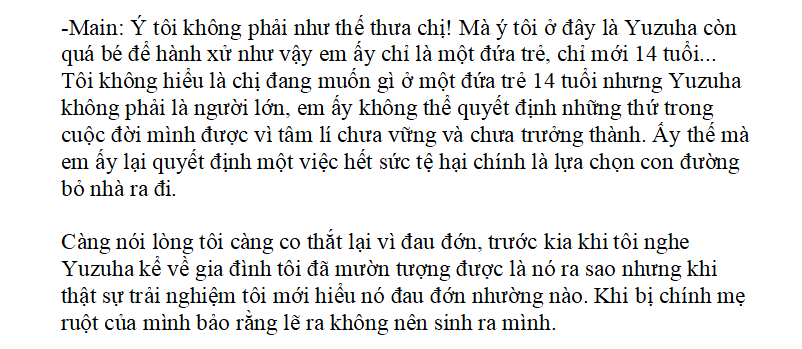 -Main: Ý tôi không phải như thế thưa chị! Mà ý tôi ở đây là Yuzuha còn
quá bé để hành xử như vậy em ấy chỉ là một đứa trẻ, chỉ mới 14 tuổi...
Tôi không hiểu là chị đang muốn gì ở một đứa trẻ 14 tuổi nhưng Yuzuha
không phải là người lớn, em ấy không thể quyết định những thứ trong
cuộc đời mình được vì tâm lí chưa vững và chưa trưởng thành. Ấy thế mà
em ấy lại quyết định một việc hết sức tệ hại chính là lựa chọn con đường
bỏ nhà ra đi.
Càng nói lòng tôi càng co thắt lại vì đau đớn, trước kia khi tôi nghe
Yuzuha kể về gia đình tôi đã mườn tượng được là nó ra sao nhưng khi
thật sự trải nghiệm tôi mới hiểu nó đau đớn nhường nào. Khi bị chính mẹ
ruột của mình bảo rằng lẽ ra không nên sinh ra mình.